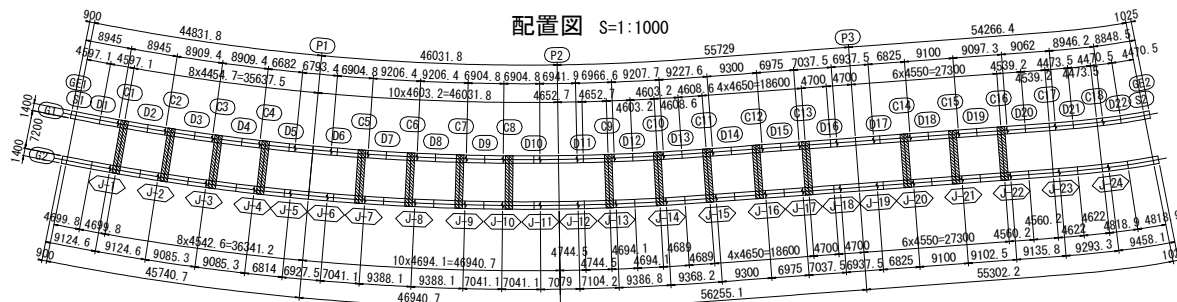 配置図 S=1:1000
900 44831.8 P1 46031.8 P2 55729 P3 54266.4 1025
8945 8945 8909.4 8909.4 6682 6793.4 6904.8 9206.4 9206.4 6904.8 6904.8 6941.9 6966.6 9207.7 9227.6 9300 6975 7037.5 6937.5 6825 9100 9097.3 9062 8946.2 8848.5
4597.1 4597.1 8x4454.7=35637.5 10x4603.2=46031.8 4652.7 4652.7 4603.2 4608.6 4x4650=18600 4700 4700 6x4550=27300 4539.2 4473.5 4470.5 4470.5
4603.2 4608.6 4539.2 4473.5
GE1 S1 D1 C1 D2 C2 D3 C3 D4 C4 D5 D6 C5 D7 C6 D8 C7 D9 C8 D10 D11 C9 D12 C10 D13 C11 D14 C12 D15 C13 D16 D17 C14 D18 C15 D19 C16 D20 C17 D21 C18 D22 GE2 S2
1400 G1
7200
1400 G2
J-1 J-2 J-3 J-4 J-5 J-6 J-7 J-8 J-9 J-10 J-11 J-12 J-13 J-14 J-15 J-16 J-17 J-18 J-19 J-20 J-21 J-22 J-23 J-24
4699.8 4699.8 8x4542.6=36341.2 10x4694.1=46940.7 4744.5 4694.1 4689 4x4650=18600 4700 4700 6x4550=27300 4560.2 4622 4818.9 4818.9
4744.5 4694.1 4689 4560.2 4622
9124.6 9124.6 9085.3 9085.3 6814 6927.5 7041.1 9388.1 9388.1 7041.1 7041.1 7079 7104.2 9386.8 9368.2 9300 6975 7037.5 6937.5 6825 9100 9102.5 9135.8 9293.3 9458.1
900 45740.7 46940.7 56255.1 55302.2